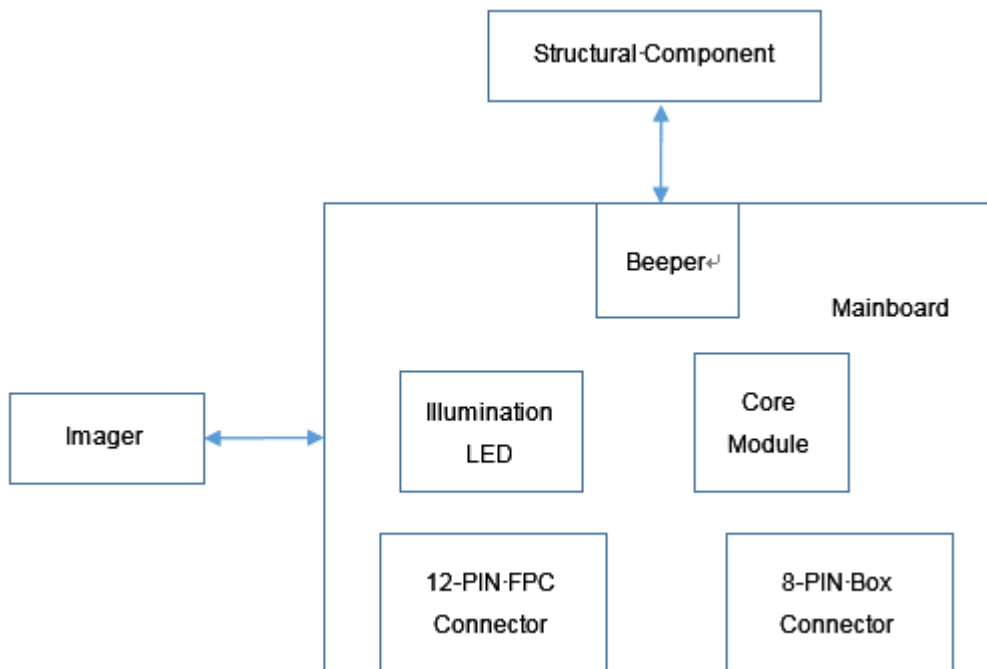 Structural·Component
Beeper↵
Mainboard
Imager
Illumination
LED
Core
Module
12-PIN·FPC
Connector
8-PIN·Box
Connector